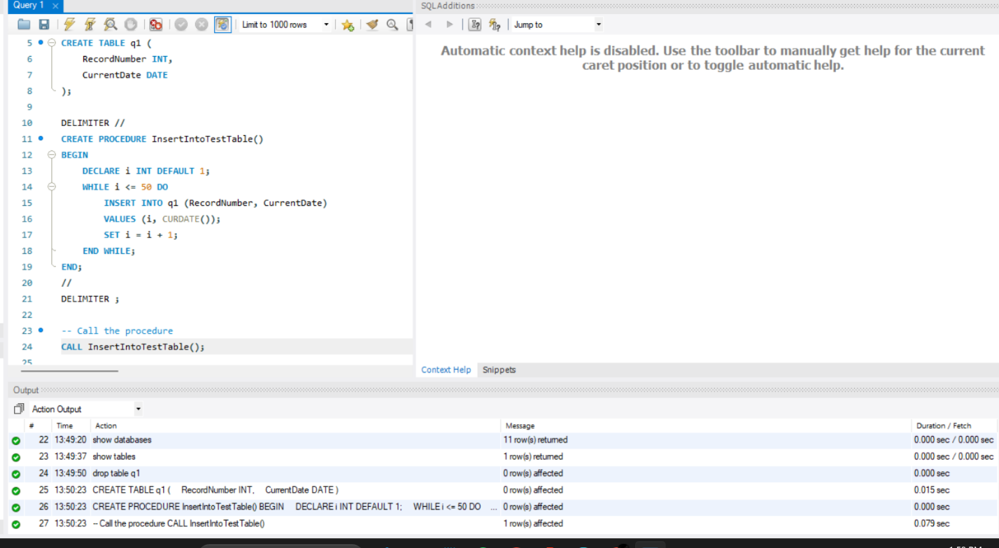 Query 1
SQLAdditions
Limit to 1000 rows
Jump to
5 CREATE TABLE q1 (
6 RecordNumber INT,
7 CurrentDate DATE
8 );
9
10 DELIMITER //
11 CREATE PROCEDURE InsertIntoTestTable()
12 BEGIN
13 DECLARE i INT DEFAULT 1;
14 WHILE i <= 50 DO
15 INSERT INTO q1 (RecordNumber, CurrentDate)
16 VALUES (i, CURDATE());
17 SET i = i + 1;
18 END WHILE;
19 END;
20 //
21 DELIMITER ;
22
23 -- Call the procedure
24 CALL InsertIntoTestTable();
25
Automatic context help is disabled. Use the toolbar to manually get help for the current
caret position or to toggle automatic help.
Context Help Snippets
Output
Action Output
# Time Action Message Duration / Fetch
22 13:49:20 show databases 11 row(s) returned 0.000 sec / 0.000 sec
23 13:49:37 show tables 1 row(s) returned 0.000 sec / 0.000 sec
24 13:49:50 drop table q1 0 row(s) affected 0.000 sec
25 13:50:23 CREATE TABLE q1 ( RecordNumber INT, CurrentDate DATE ) 0 row(s) affected 0.015 sec
26 13:50:23 CREATE PROCEDURE InsertIntoTestTable() BEGIN DECLARE i INT DEFAULT 1; WHILE i <= 50 DO ... 0 row(s) affected 0.000 sec
27 13:50:23 -- Call the procedure CALL InsertIntoTestTable() 1 row(s) affected 0.079 sec